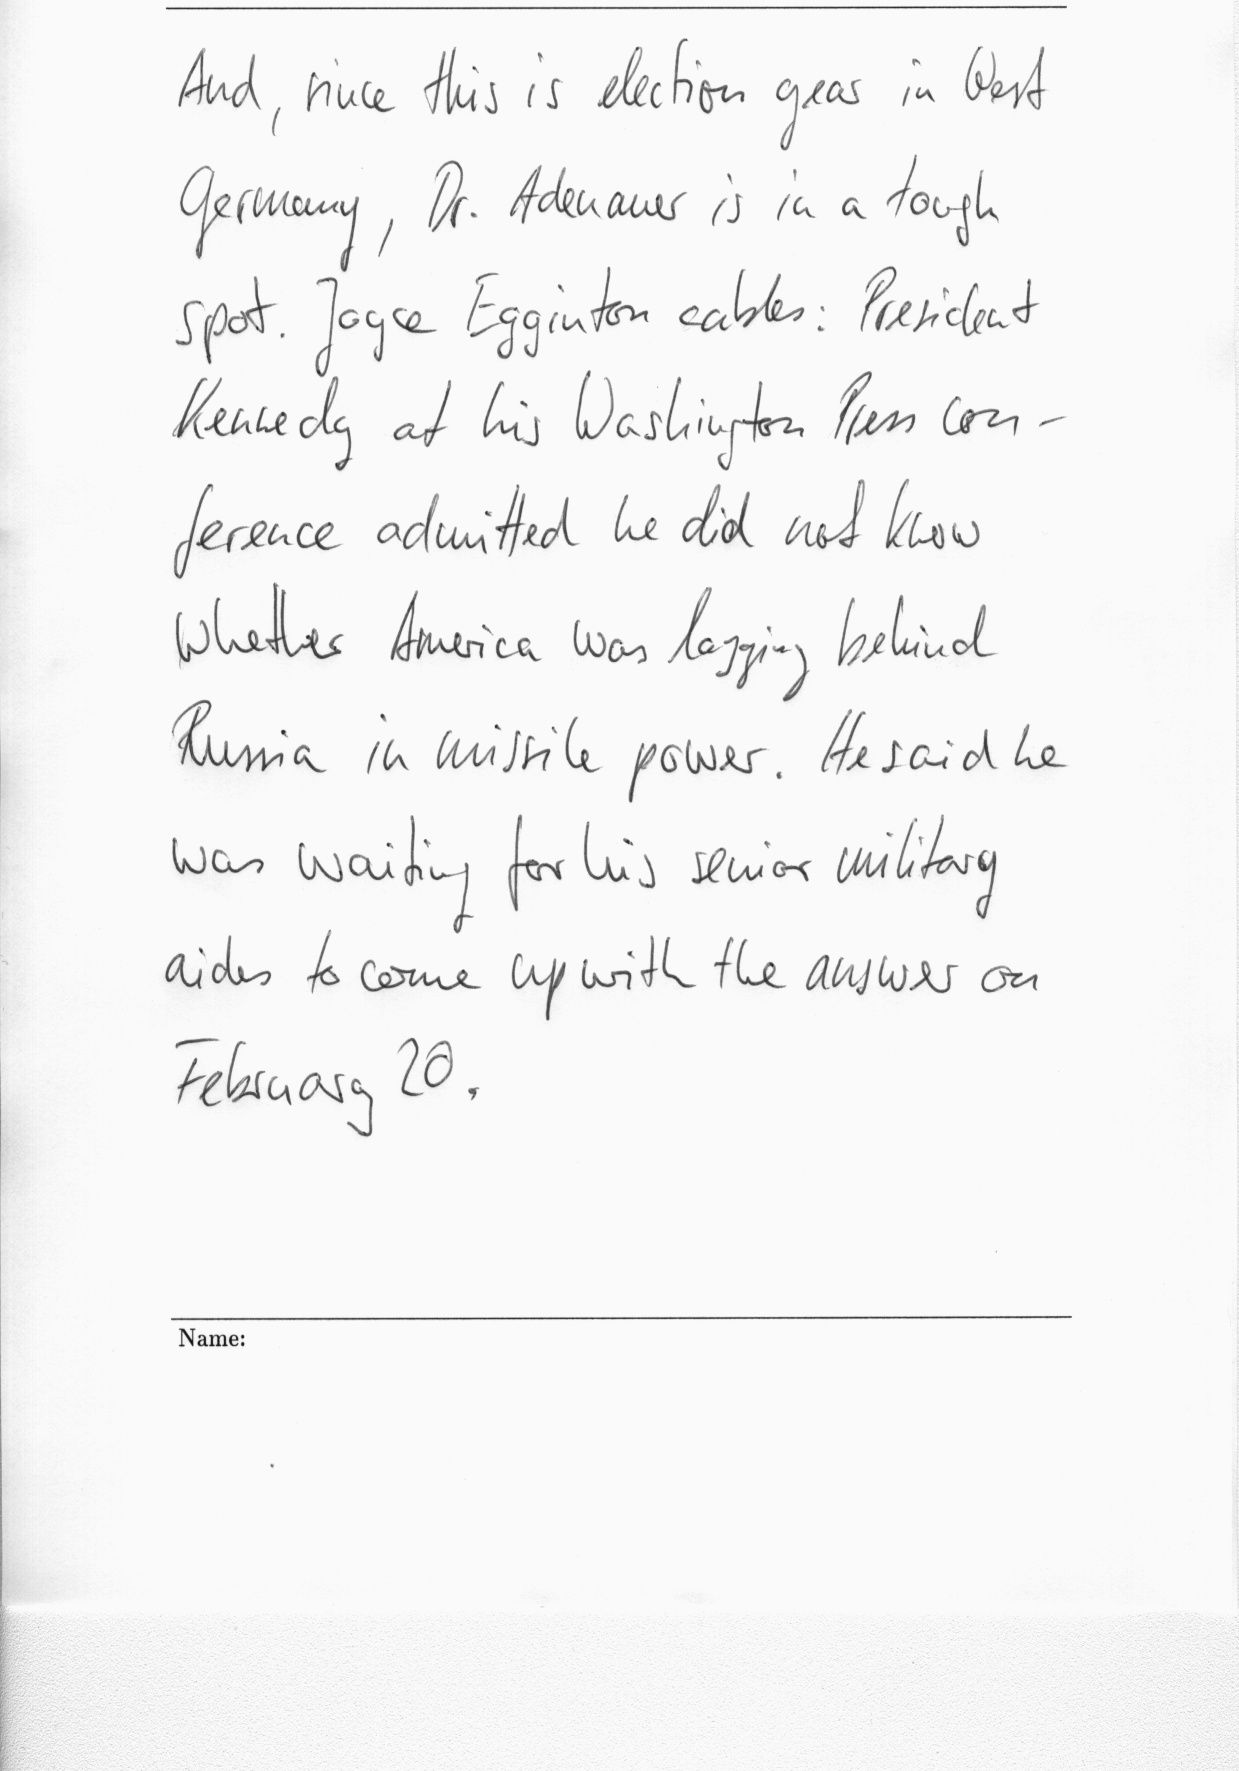 And, since this is election year in West
Germany, Dr. Adenauer is in a tough
spot. Joyce Egginton cables: President
Kennedy at his Washington Press con-
ference admitted he did not know
whether America was lagging behind
Russia in missile power. He said he
was waiting for his senior military
aides to come up with the answer on
February 20.
Name: